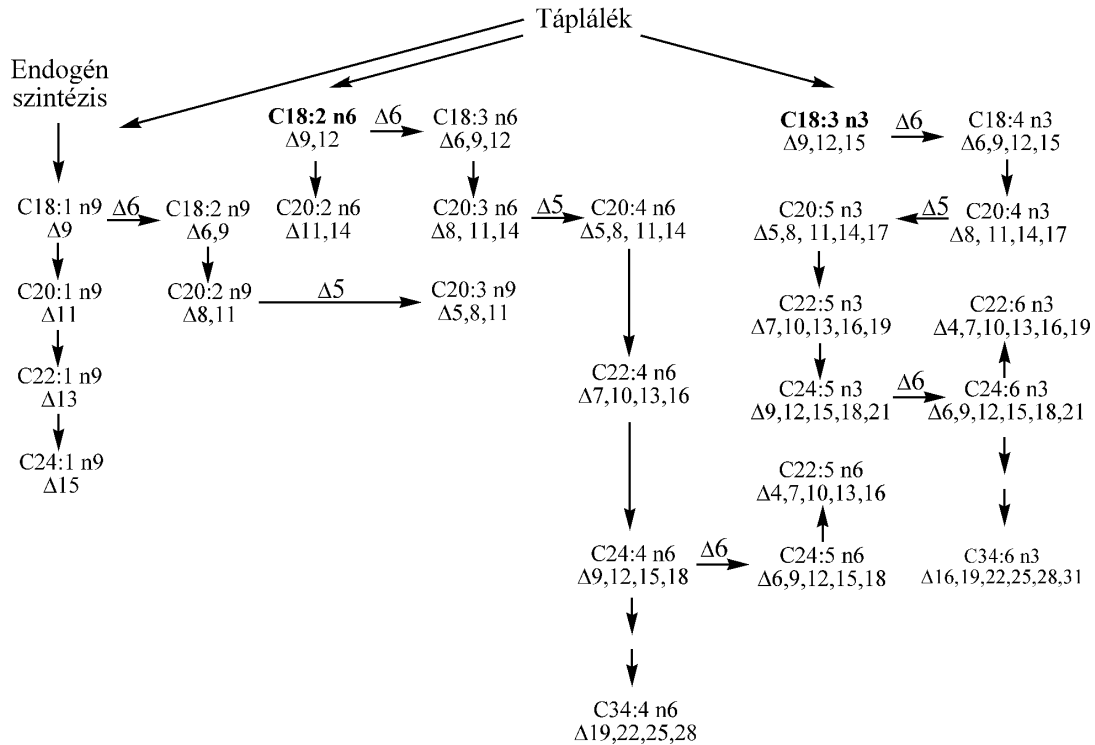 Táplálék
Endogén
szintézis
C18:2 n6
Δ9,12
Δ6
C18:3 n6
Δ6,9,12
C18:3 n3
Δ9,12,15
Δ6
C18:4 n3
Δ6,9,12,15
C18:1 n9
Δ9
Δ6
C18:2 n9
Δ6,9
C20:2 n6
Δ11,14
C20:3 n6
Δ8, 11,14
Δ5
C20:4 n6
Δ5,8, 11,14
C20:5 n3
Δ5,8, 11,14,17
Δ5
C20:4 n3
Δ8, 11,14,17
C20:1 n9
Δ11
C20:2 n9
Δ8,11
Δ5
C20:3 n9
Δ5,8,11
C22:5 n3
Δ7,10,13,16,19
C22:6 n3
Δ4,7,10,13,16,19
C22:1 n9
Δ13
C22:4 n6
Δ7,10,13,16
C24:5 n3
Δ9,12,15,18,21
Δ6
C24:6 n3
Δ6,9,12,15,18,21
C24:1 n9
Δ15
C22:5 n6
Δ4,7,10,13,16
C24:4 n6
Δ9,12,15,18
Δ6
C24:5 n6
Δ6,9,12,15,18
C34:6 n3
Δ16,19,22,25,28,31
C34:4 n6
Δ19,22,25,28